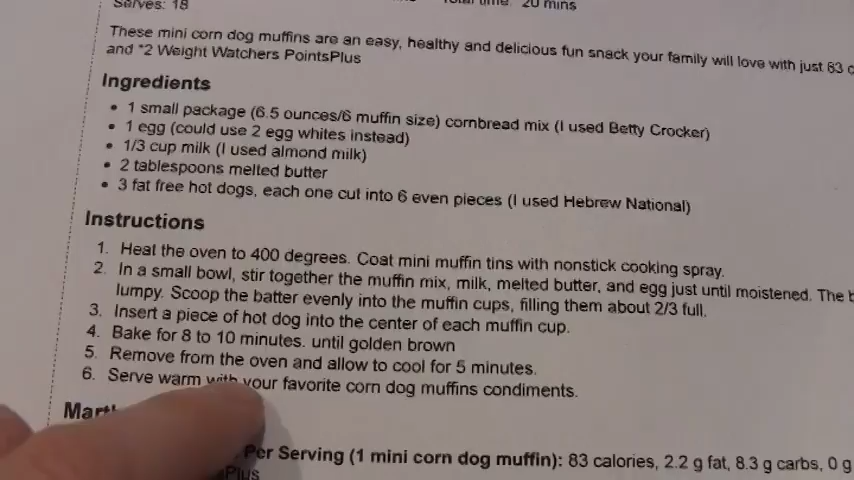 Serves: 18
Total time: 20 mins
These mini corn dog muffins are an easy, healthy and delicious fun snack your family will love with just 83 c
and *2 Weight Watchers PointsPlus
Ingredients
• 1 small package (6.5 ounces/6 muffin size) cornbread mix (I used Betty Crocker)
• 1 egg (could use 2 egg whites instead)
• 1/3 cup milk (I used almond milk)
• 2 tablespoons melted butter
• 3 fat free hot dogs, each one cut into 6 even pieces (I used Hebrew National)
Instructions
1. Heat the oven to 400 degrees. Coat mini muffin tins with nonstick cooking spray.
2. In a small bowl, stir together the muffin mix, milk, melted butter, and egg just until moistened. The b
lumpy. Scoop the batter evenly into the muffin cups, filling them about 2/3 full.
3. Insert a piece of hot dog into the center of each muffin cup.
4. Bake for 8 to 10 minutes. until golden brown
5. Remove from the oven and allow to cool for 5 minutes.
6. Serve warm with your favorite corn dog muffins condiments.
Per Serving (1 mini corn dog muffin): 83 calories, 2.2 g fat, 8.3 g carbs, 0 g
Plus